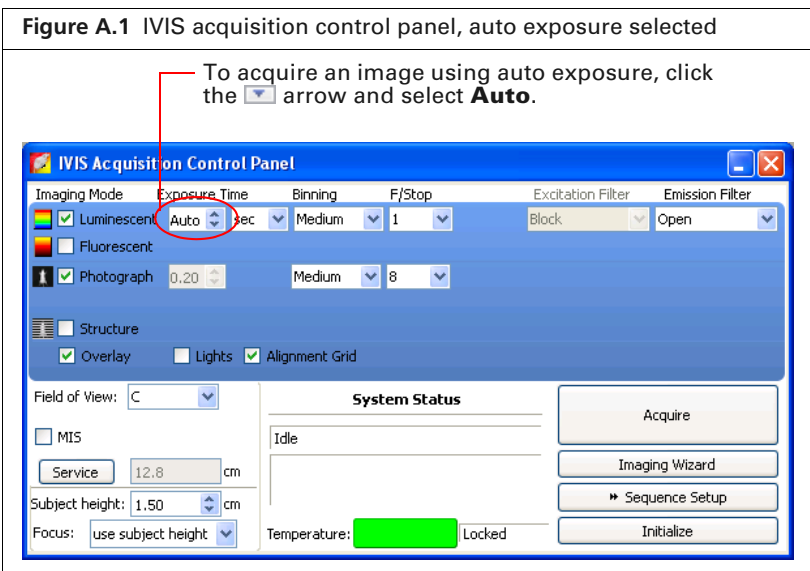 Figure A.1 IVIS acquisition control panel, auto exposure selected
To acquire an image using auto exposure, click
the arrow and select Auto.
IVIS Acquisition Control Panel
Imaging Mode Exposure Time Binning F/Stop Excitation Filter Emission Filter
Luminescent Auto sec Medium 1 Block Open
Fluorescent
Photograph 0.20 Medium 8
Structure
Overlay Lights Alignment Grid
Field of View: C
MIS
Service 12.8 cm
Subject height: 1.50 cm
Focus: use subject height
System Status
Idle
Temperature: Locked
Acquire
Imaging Wizard
Sequence Setup
Initialize